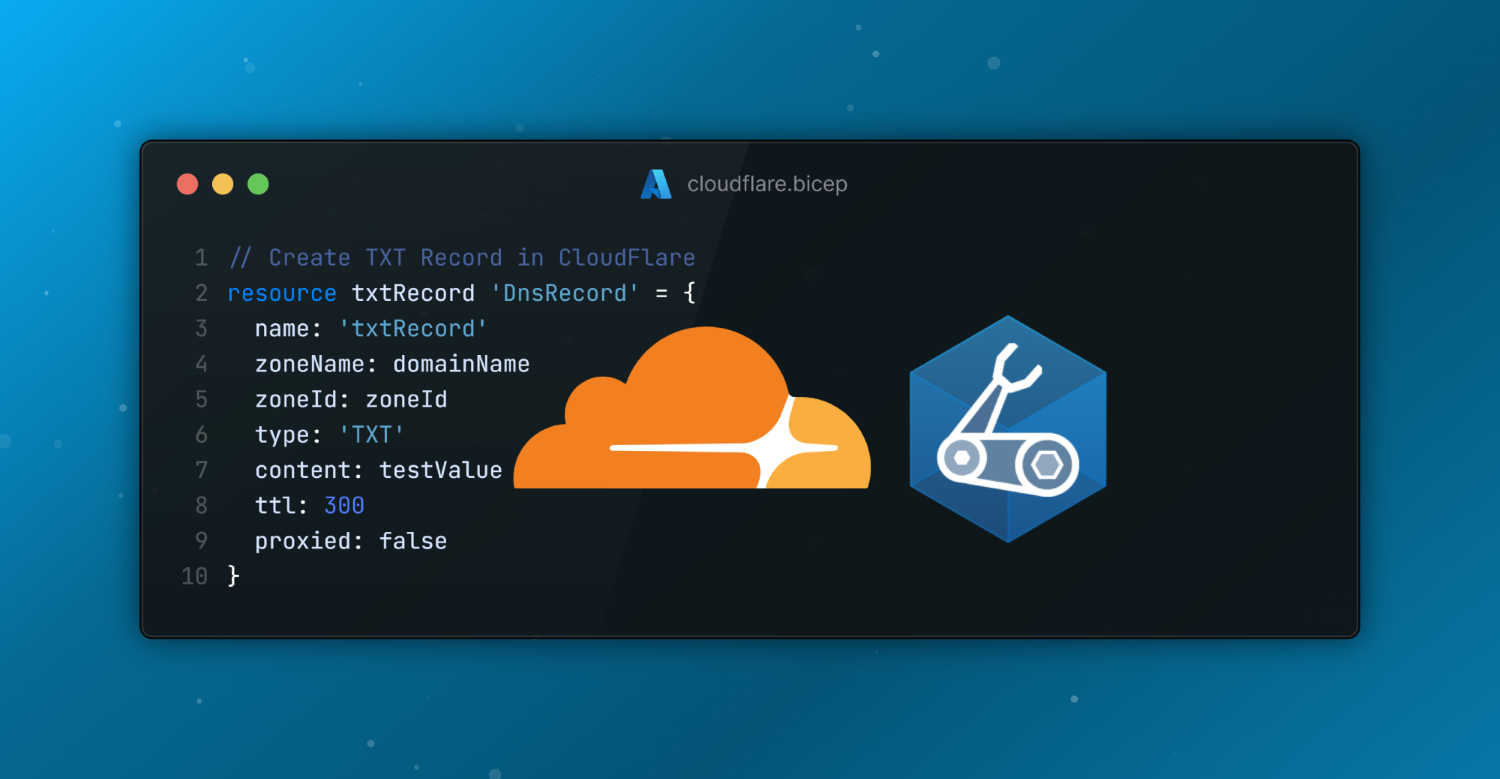 cloudflare.bicep
1 // Create TXT Record in CloudFlare
2 resource txtRecord 'DnsRecord' = {
3   name: 'txtRecord'
4   zoneName: domainName
5   zoneId: zoneId
6   type: 'TXT'
7   content: testValue
8   ttl: 300
9   proxied: false
10 }